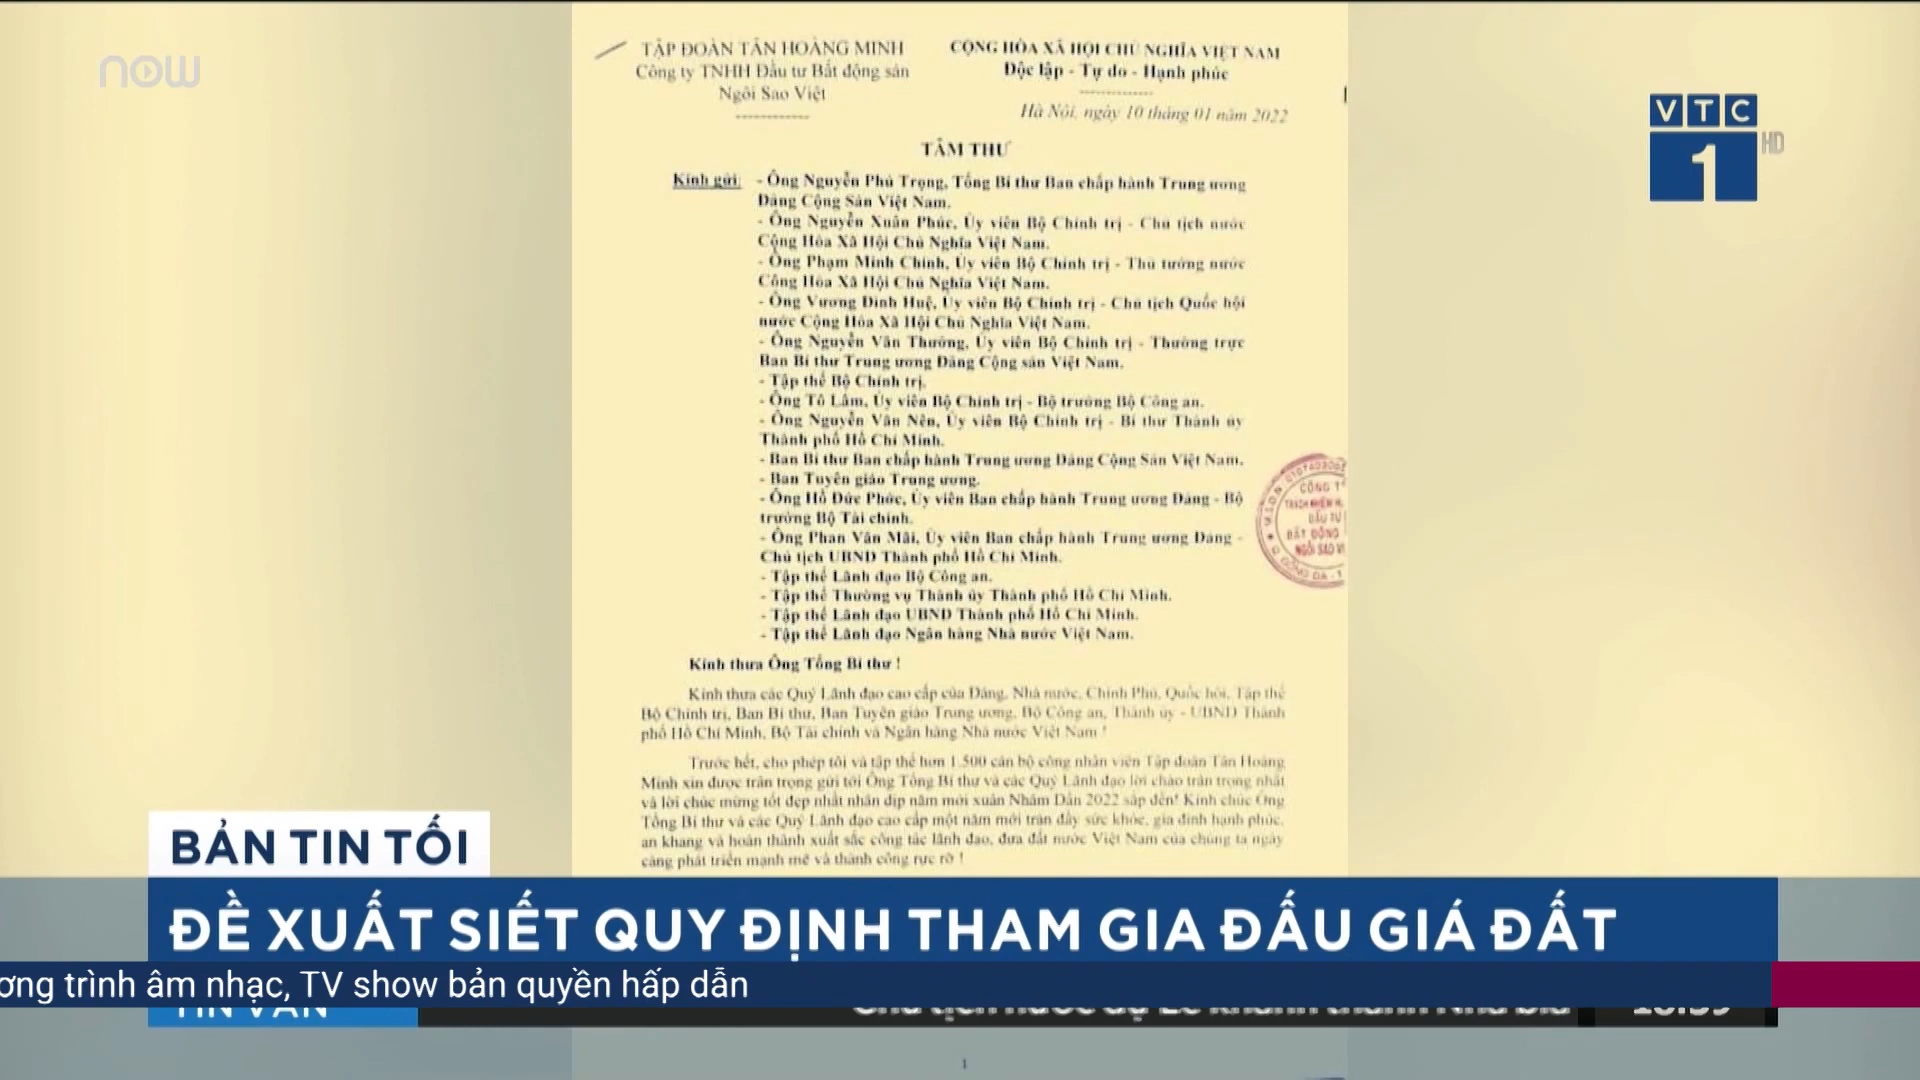 now
VTC
1
HD
TẬP ĐOÀN TÂN HOÀNG MINH
Công ty TNHH Đầu tư Bất động sản
Ngôi Sao Việt
CỘNG HÒA XÃ HỘI CHỦ NGHĨA VIỆT NAM
Độc lập - Tự do - Hạnh phúc
Hà Nội, ngày 10 tháng 01 năm 2022
TÂM THƯ
Kính gửi: - Ông Nguyễn Phú Trọng, Tổng Bí thư Ban chấp hành Trung ương
Đảng Cộng Sản Việt Nam.
- Ông Nguyễn Xuân Phúc, Ủy viên Bộ Chính trị - Chủ tịch nước
Cộng Hòa Xã Hội Chủ Nghĩa Việt Nam.
- Ông Phạm Minh Chính, Ủy viên Bộ Chính trị - Thủ tướng nước
Cộng Hòa Xã Hội Chủ Nghĩa Việt Nam.
- Ông Vương Đình Huệ, Ủy viên Bộ Chính trị - Chủ tịch Quốc hội
nước Cộng Hòa Xã Hội Chủ Nghĩa Việt Nam.
- Ông Nguyễn Văn Thưởng, Ủy viên Bộ Chính trị - Thường trực
Ban Bí thư Trung ương Đảng Cộng sản Việt Nam.
- Tập thể Bộ Chính trị.
- Ông Tô Lâm, Ủy viên Bộ Chính trị - Bộ trưởng Bộ Công an.
- Ông Nguyễn Văn Nên, Ủy viên Bộ Chính trị - Bí thư Thành ủy
Thành phố Hồ Chí Minh.
- Ban Bí thư Ban chấp hành Trung ương Đảng Cộng Sản Việt Nam.
- Ban Tuyên giáo Trung ương.
- Ông Hồ Đức Phớc, Ủy viên Ban chấp hành Trung ương Đảng - Bộ
trưởng Bộ Tài chính.
- Ông Phan Văn Mãi, Ủy viên Ban chấp hành Trung ương Đảng -
Chủ tịch UBND Thành phố Hồ Chí Minh.
- Tập thể Lãnh đạo Bộ Công an.
- Tập thể Thường vụ Thành ủy Thành phố Hồ Chí Minh.
- Tập thể Lãnh đạo UBND Thành phố Hồ Chí Minh.
- Tập thể Lãnh đạo Ngân hàng Nhà nước Việt Nam.
CÔNG T
TRÁCH NHIỆM H
ĐẦU TƯ
BẤT ĐỘNG
NGÔI SAO VI
Kính thưa Ông Tổng Bí thư !
Kính thưa các Quý Lãnh đạo cao cấp của Đảng, Nhà nước, Chính Phủ, Quốc hội, Tập thể
Bộ Chính trị, Ban Bí thư, Ban Tuyên giáo Trung ương, Bộ Công an, Thành ủy - UBND Thành
phố Hồ Chí Minh, Bộ Tài chính và Ngân hàng Nhà nước Việt Nam !
Trước hết, cho phép tôi và tập thể hơn 1.500 cán bộ công nhân viên Tập đoàn Tân Hoàng
Minh xin được trân trọng gửi tới Ông Tổng Bí thư và các Quý Lãnh đạo lời chào trân trọng nhất
và lời chúc mừng tốt đẹp nhất nhân dịp năm mới xuân Nhâm Dần 2022 sắp đến! Kính chúc Ông
Tổng Bí thư và các Quý Lãnh đạo cao cấp một năm mới tràn đầy sức khỏe, gia đình hạnh phúc,
an khang và hoàn thành xuất sắc công tác lãnh đạo, đưa đất nước Việt Nam của chúng ta ngày
càng phát triển mạnh mẽ và thành công rực rỡ !
BẢN TIN TỐI
ĐỀ XUẤT SIẾT QUY ĐỊNH THAM GIA ĐẤU GIÁ ĐẤT
ơng trình âm nhạc, TV show bản quyền hấp dẫn
1